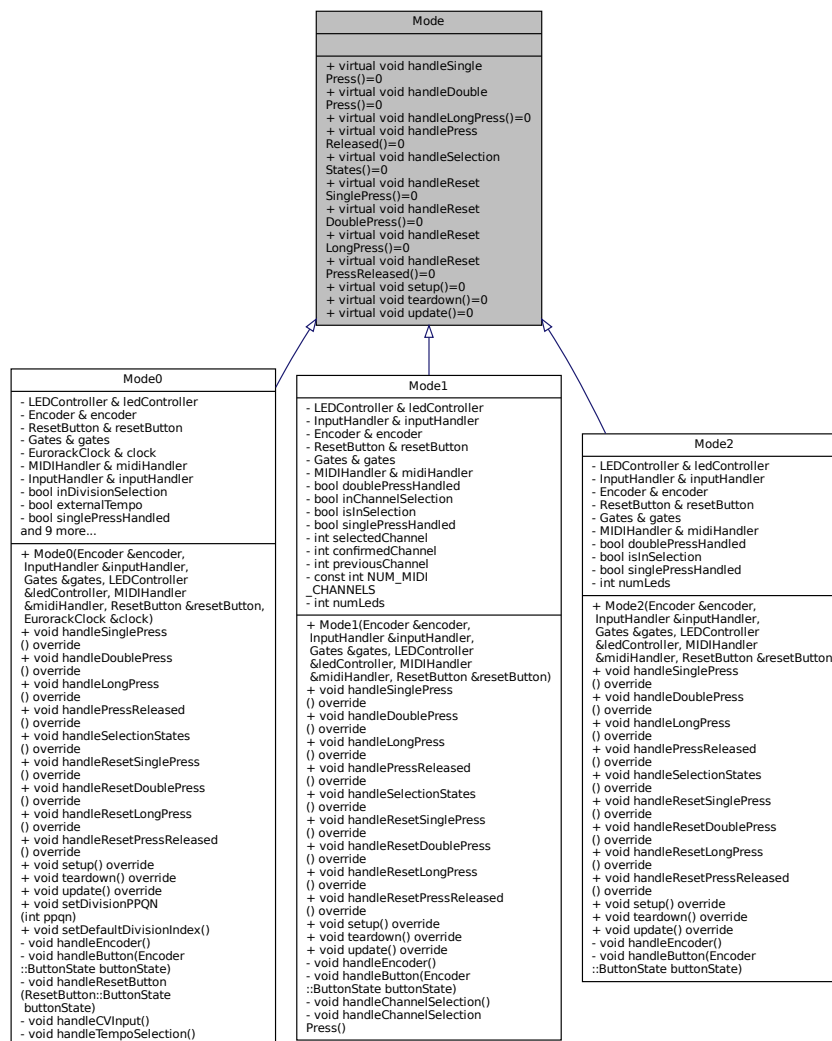 Mode
+ virtual void handleSingle
Press()=0
+ virtual void handleDouble
Press()=0
+ virtual void handleLongPress()=0
+ virtual void handlePress
Released()=0
+ virtual void handleSelection
States()=0
+ virtual void handleReset
SinglePress()=0
+ virtual void handleReset
DoublePress()=0
+ virtual void handleReset
LongPress()=0
+ virtual void handleReset
PressReleased()=0
+ virtual void setup()=0
+ virtual void teardown()=0
+ virtual void update()=0
Mode0
- LEDController & ledController
- Encoder & encoder
- ResetButton & resetButton
- Gates & gates
- EurorackClock & clock
- MIDIHandler & midiHandler
- InputHandler & inputHandler
- bool inDivisionSelection
- bool externalTempo
- bool singlePressHandled
and 9 more...
+ Mode0(Encoder &encoder,
InputHandler &inputHandler,
Gates &gates, LEDController
&ledController, MIDIHandler
&midiHandler, ResetButton &resetButton,
EurorackClock &clock)
+ void handleSinglePress
() override
+ void handleDoublePress
() override
+ void handleLongPress
() override
+ void handlePressReleased
() override
+ void handleSelectionStates
() override
+ void handleResetSinglePress
() override
+ void handleResetDoublePress
() override
+ void handleResetLongPress
() override
+ void handleResetPressReleased
() override
+ void setup() override
+ void teardown() override
+ void update() override
+ void setDivisionPPQN
(int ppqn)
+ void setDefaultDivisionIndex()
- void handleEncoder()
- void handleButton(Encoder
::ButtonState buttonState)
- void handleResetButton
(ResetButton::ButtonState
buttonState)
- void handleCVInput()
- void handleTempoSelection()
Mode1
- LEDController & ledController
- InputHandler & inputHandler
- Encoder & encoder
- ResetButton & resetButton
- Gates & gates
- MIDIHandler & midiHandler
- bool doublePressHandled
- bool inChannelSelection
- bool isInSelection
- bool singlePressHandled
- int selectedChannel
- int confirmedChannel
- int previousChannel
- const int NUM_MIDI
_CHANNELS
- int numLeds
+ Mode1(Encoder &encoder,
InputHandler &inputHandler,
Gates &gates, LEDController
&ledController, MIDIHandler
&midiHandler, ResetButton &resetButton)
+ void handleSinglePress
() override
+ void handleDoublePress
() override
+ void handleLongPress
() override
+ void handlePressReleased
() override
+ void handleSelectionStates
() override
+ void handleResetSinglePress
() override
+ void handleResetDoublePress
() override
+ void handleResetLongPress
() override
+ void handleResetPressReleased
() override
+ void setup() override
+ void teardown() override
+ void update() override
- void handleEncoder()
- void handleButton(Encoder
::ButtonState buttonState)
- void handleChannelSelection()
- void handleChannelSelection
Press()
Mode2
- LEDController & ledController
- InputHandler & inputHandler
- Encoder & encoder
- ResetButton & resetButton
- Gates & gates
- MIDIHandler & midiHandler
- bool doublePressHandled
- bool isInSelection
- bool singlePressHandled
- int numLeds
+ Mode2(Encoder &encoder,
InputHandler &inputHandler,
Gates &gates, LEDController
&ledController, MIDIHandler
&midiHandler, ResetButton &resetButton)
+ void handleSinglePress
() override
+ void handleDoublePress
() override
+ void handleLongPress
() override
+ void handlePressReleased
() override
+ void handleSelectionStates
() override
+ void handleResetSinglePress
() override
+ void handleResetDoublePress
() override
+ void handleResetLongPress
() override
+ void handleResetPressReleased
() override
+ void setup() override
+ void teardown() override
+ void update() override
- void handleEncoder()
- void handleButton(Encoder
::ButtonState buttonState)